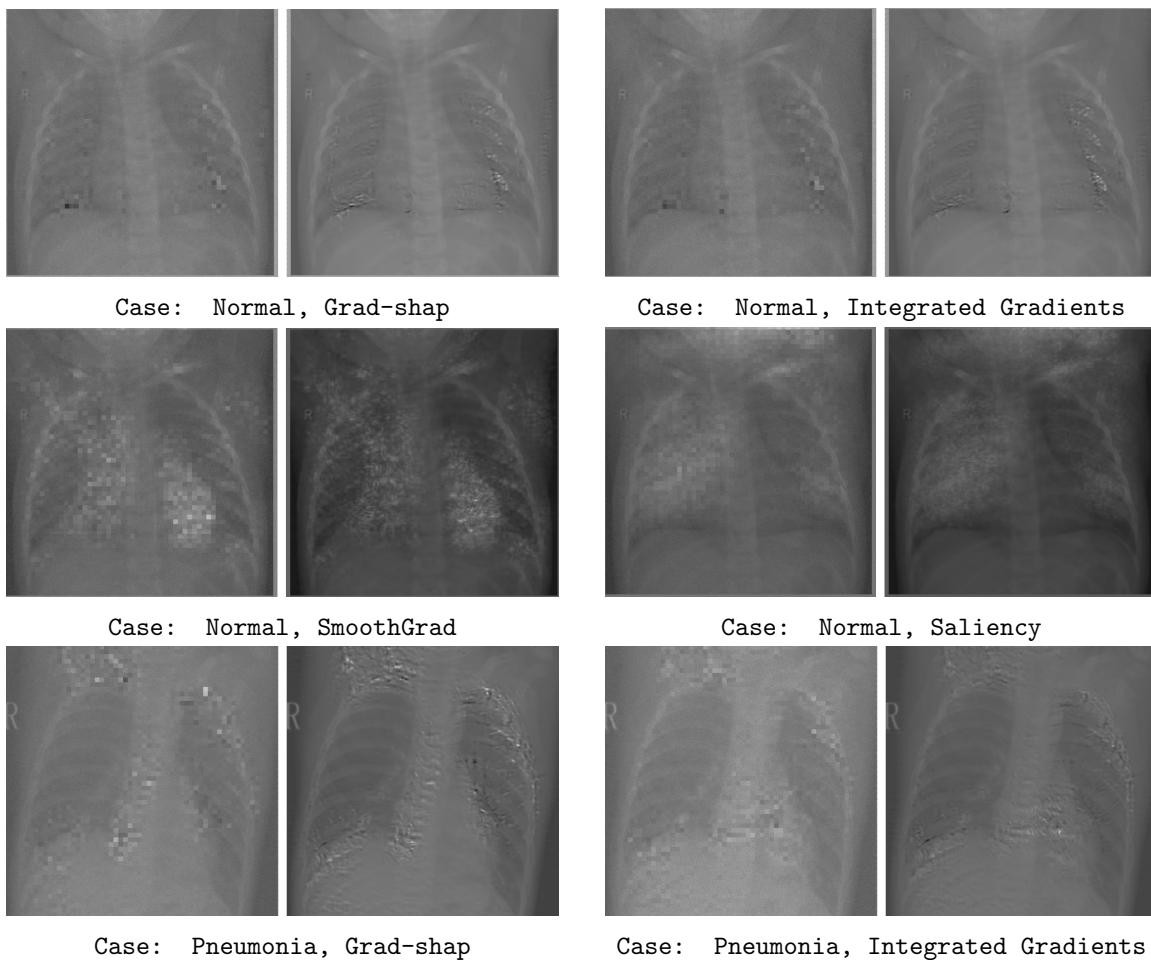 R R R R
Case: Normal, Grad-shap Case: Normal, Integrated Gradients
R R R R
Case: Normal, SmoothGrad Case: Normal, Saliency
R R R R
Case: Pneumonia, Grad-shap Case: Pneumonia, Integrated Gradients